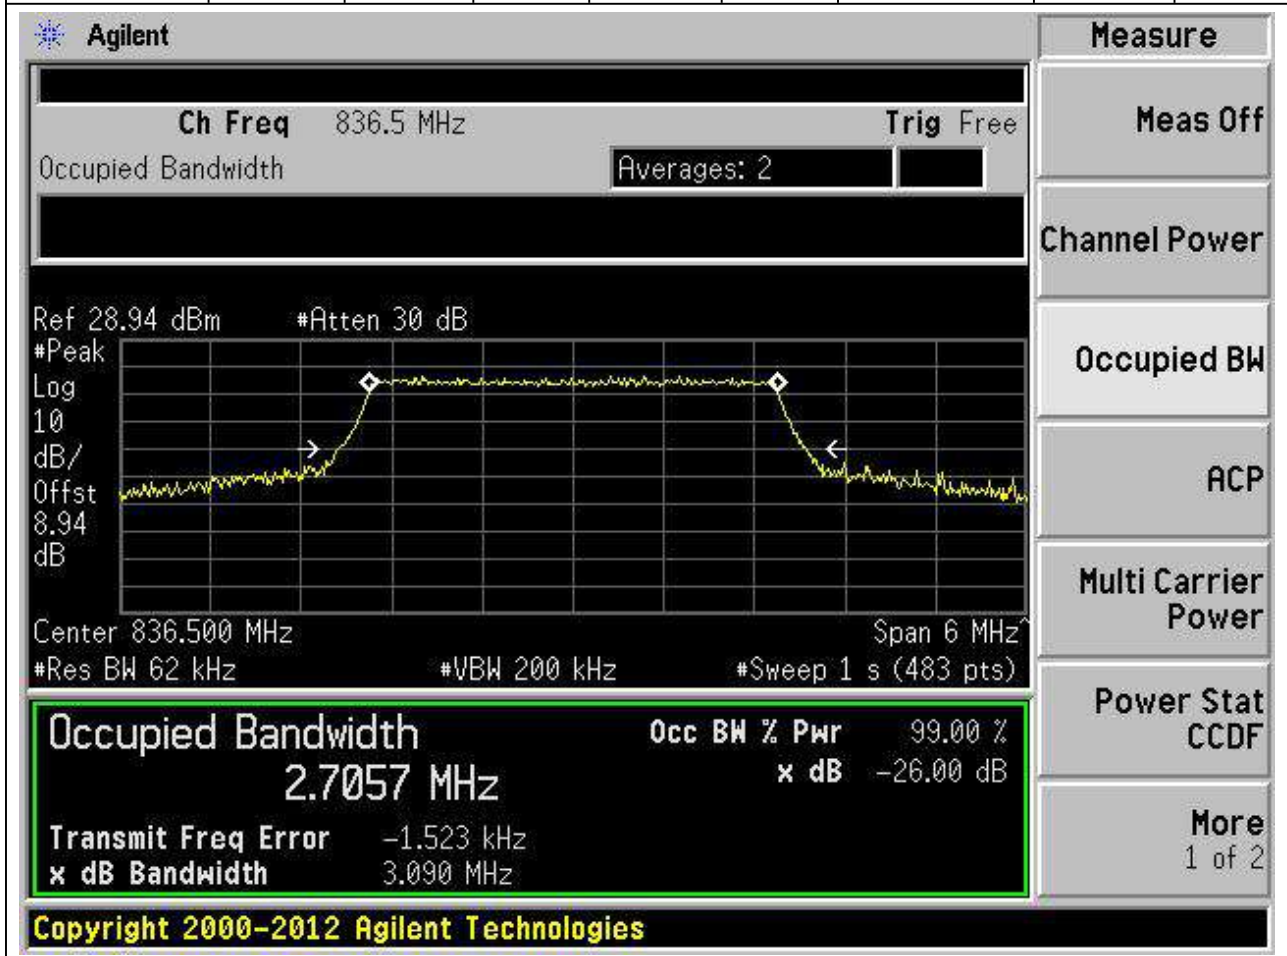 Agilent
Measure
Ch Freq 836.5 MHz Trig Free
Occupied Bandwidth Averages: 2
Meas Off
Channel Power
Occupied BW
ACP
Multi Carrier
Power
Power Stat
CCDF
More
1 of 2
Ref 28.94 dBm #Atten 30 dB
#Peak
Log
10
dB/
Offst
8.94
dB
Center 836.500 MHz Span 6 MHz^
#Res BW 62 kHz #VBW 200 kHz #Sweep 1 s (483 pts)
Occupied Bandwidth Occ BW % Pwr 99.00 %
2.7057 MHz x dB -26.00 dB
Transmit Freq Error -1.523 kHz
x dB Bandwidth 3.090 MHz
Copyright 2000-2012 Agilent Technologies